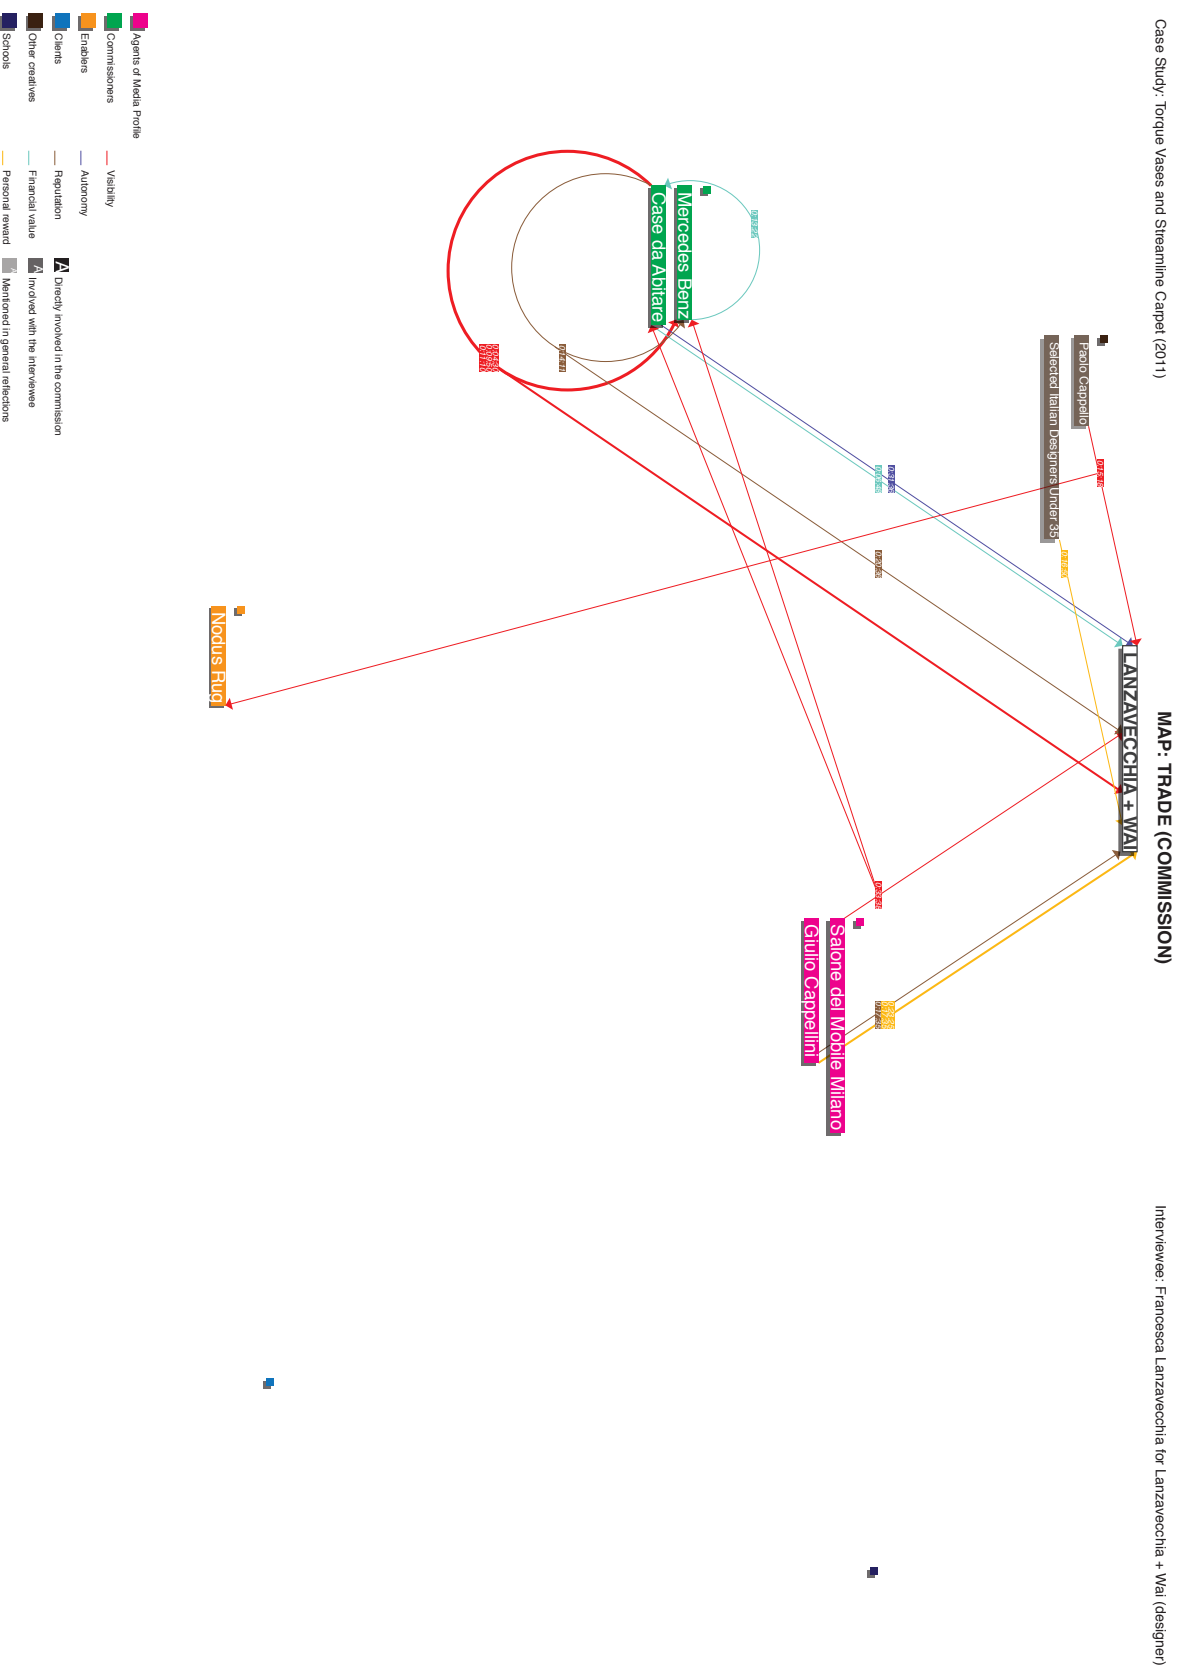 Case Study: Torque Vases and Streamline Carpet (2011)
MAP: TRADE (COMMISSION)
Interviewee: Francesca Lanzavecchia for Lanzavecchia + Wai (designer)
LANZAVECCHIA + WAI
Paolo Cappello
Selected Italian Designers Under 35
Salone del Mobile Milano
Giulio Cappellini
Mercedes Benz
Case da Abitare
Nodus Rug
Agents of Media Profile
Commissioners
Enablers
Clients
Other creatives
Schools
Visibility
Autonomy
Reputation
Financial value
Personal reward
A Directly involved in the commission
A Involved with the interviewee
A Mentioned in general reflections